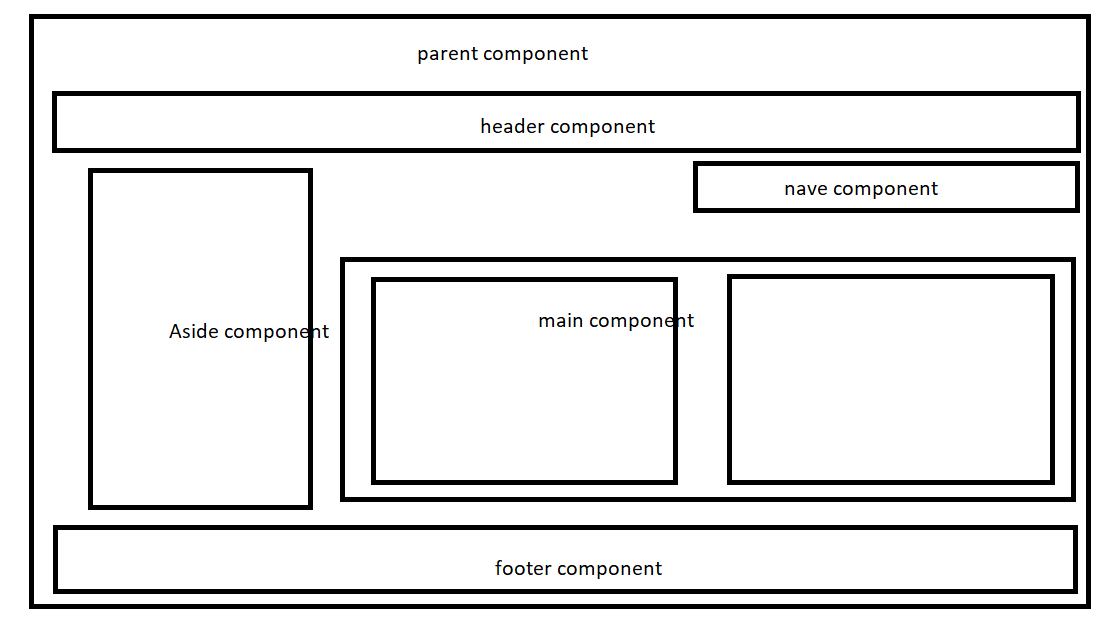 parent component
header component
nave component
Aside component
main component
footer component